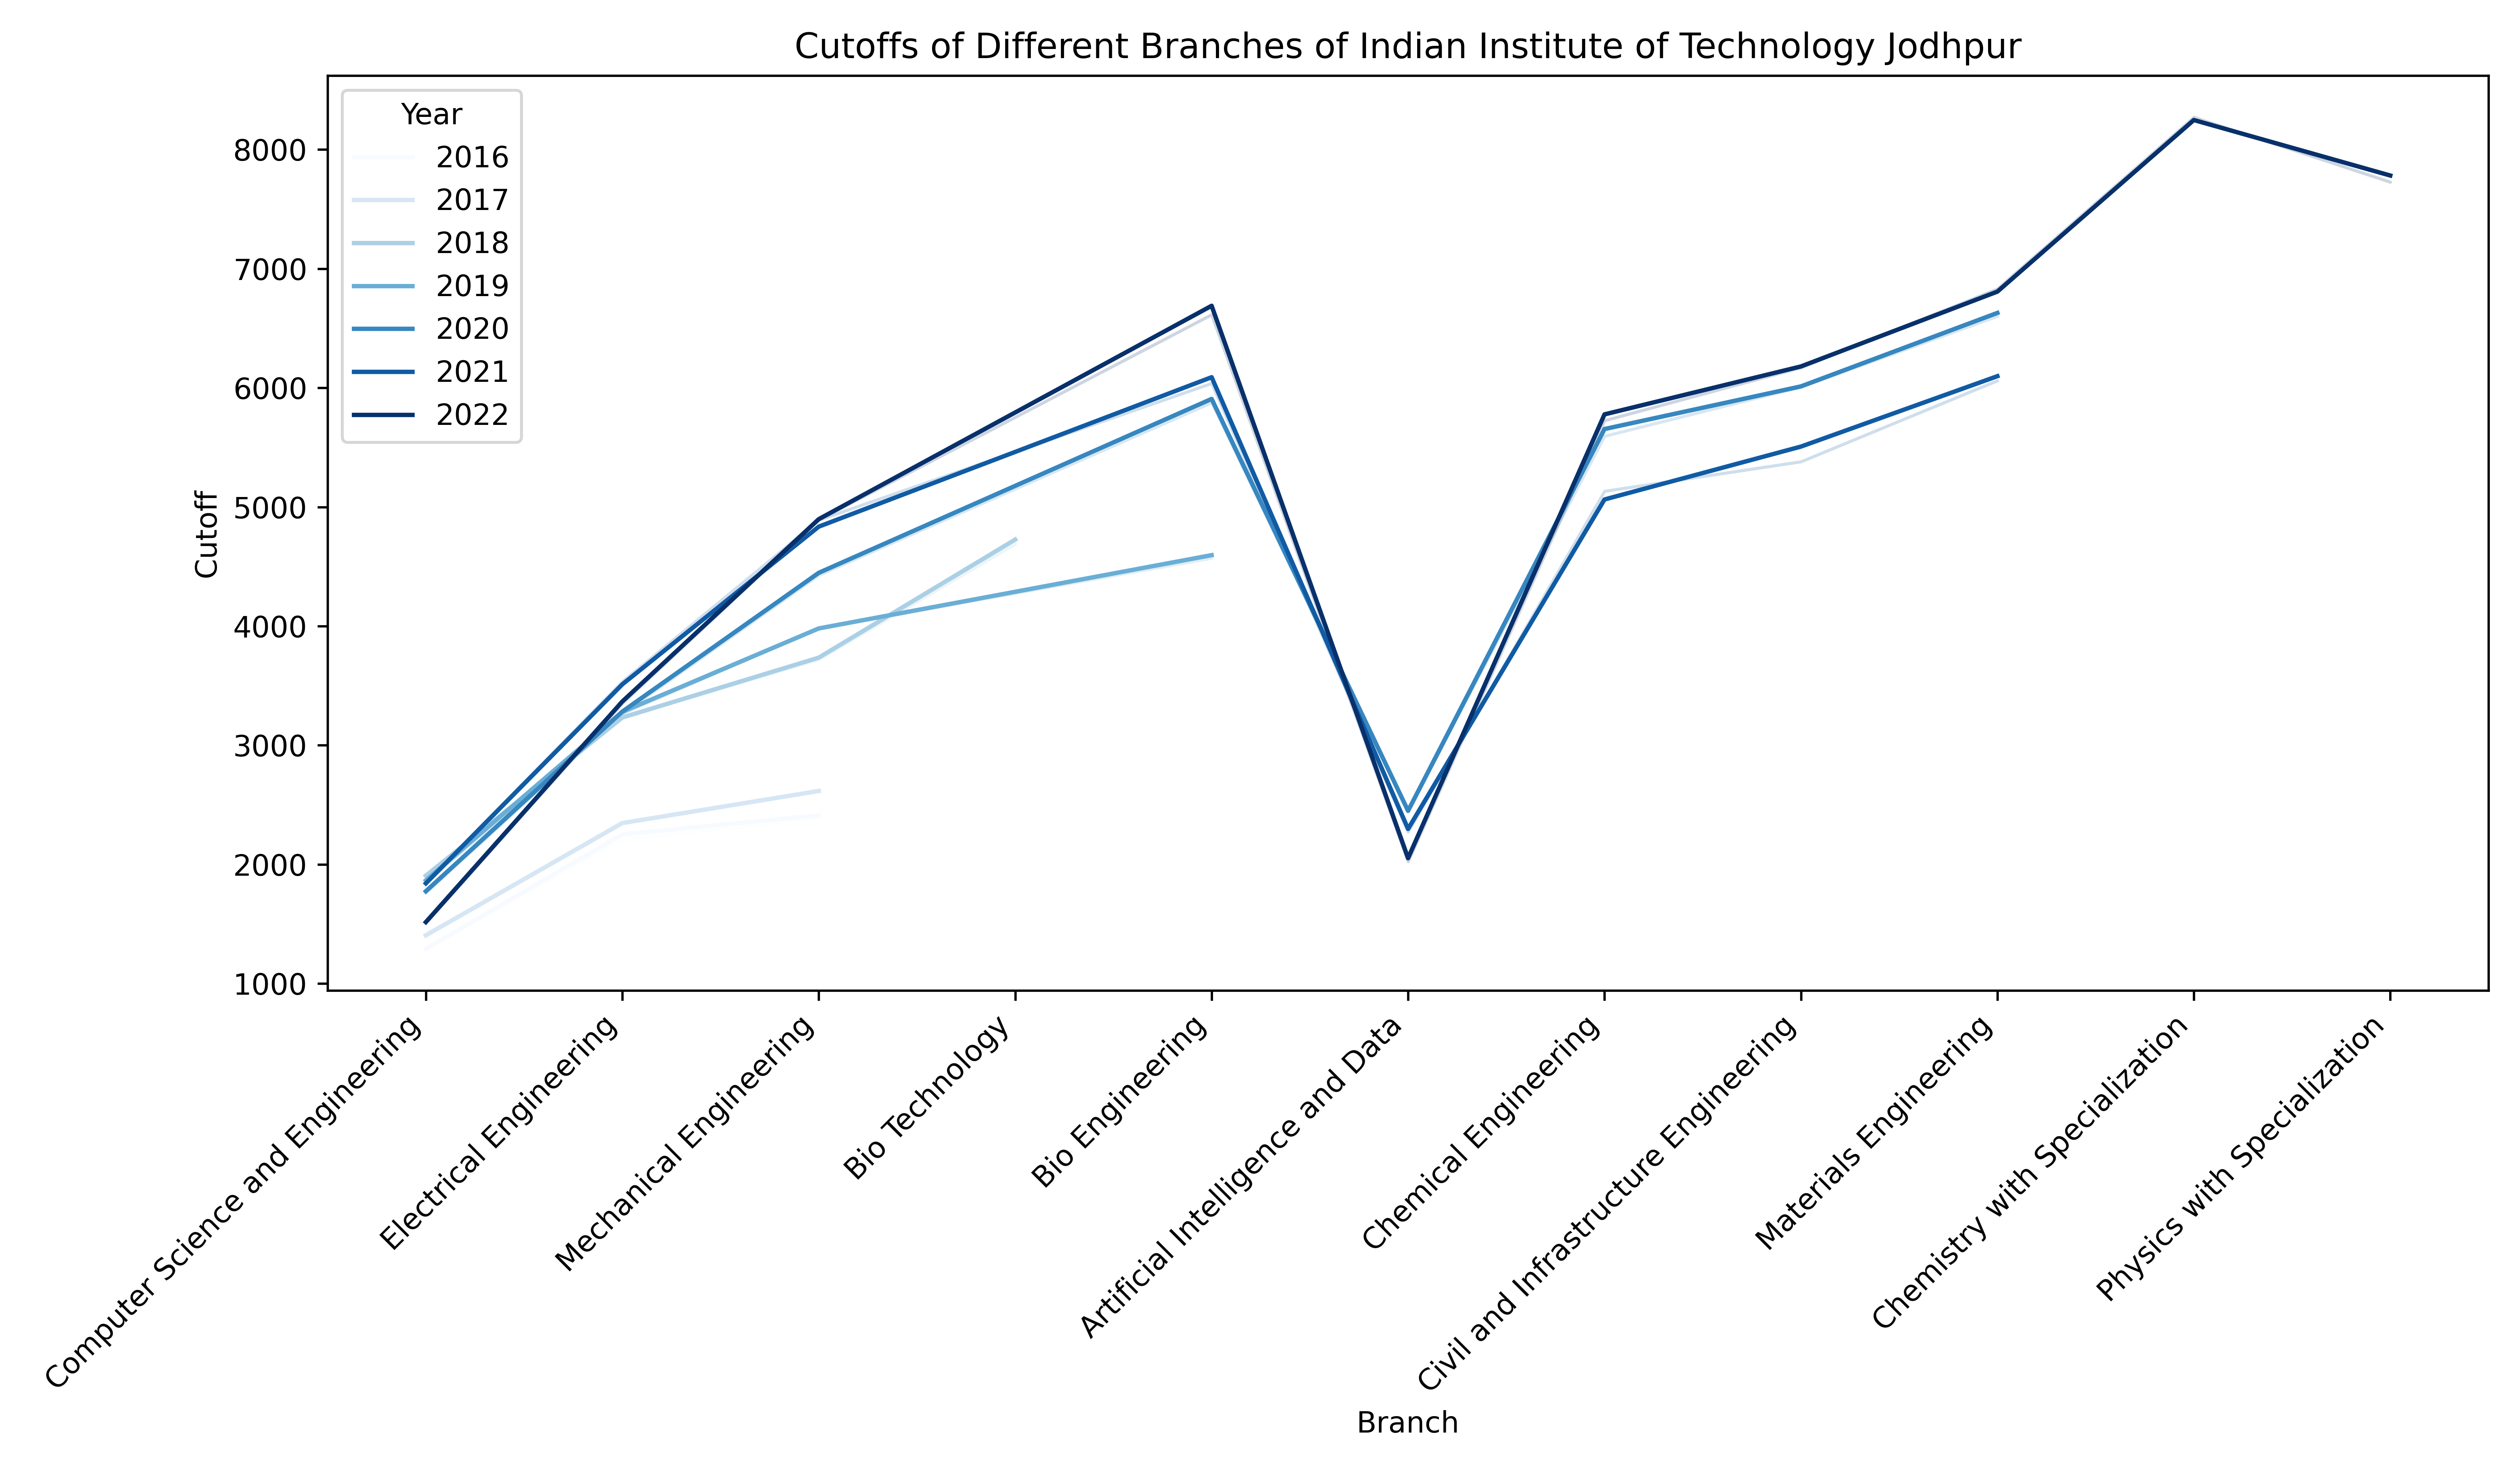 Cutoffs of Different Branches of Indian Institute of Technology Jodhpur
Year
2016
2017
2018
2019
2020
2021
2022
Cutoff
8000
7000
6000
5000
4000
3000
2000
1000
Computer Science and Engineering
Electrical Engineering
Mechanical Engineering
Bio Technology
Bio Engineering
Artificial Intelligence and Data
Chemical Engineering
Civil and Infrastructure Engineering
Materials Engineering
Chemistry with Specialization
Physics with Specialization
Branch